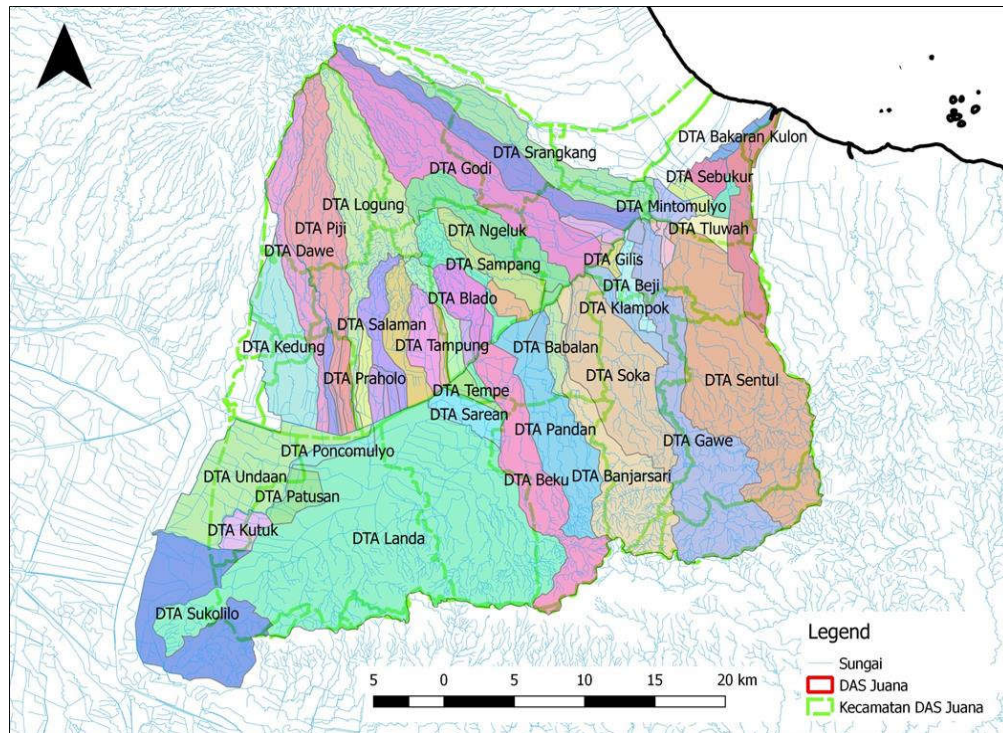 DTA Bakaran Kulon
DTA Srangkang
DTA Godi
DTA Sebukur
DTA Logung
DTA Mintomulyo
DTA Piji
DTA Ngeluk
DTA Tluwah
DTA Dawe
DTA Sampang
DTA Gilis
DTA Beji
DTA Blado
DTA Klampok
DTA Salaman
DTA Kedung
DTA Tampung
DTA Babalan
DTA Soka
DTA Sentul
DTA Praholo
DTA Tempe
DTA Sarean
DTA Pandan
DTA Gawe
DTA Poncomulyo
DTA Undaan
DTA Beku
DTA Banjarsari
DTA Patusan
DTA Kutuk
DTA Landa
DTA Sukolilo
Legend
Sungai
DAS Juana
Kecamatan DAS Juana
5 0 5 10 15 20 km